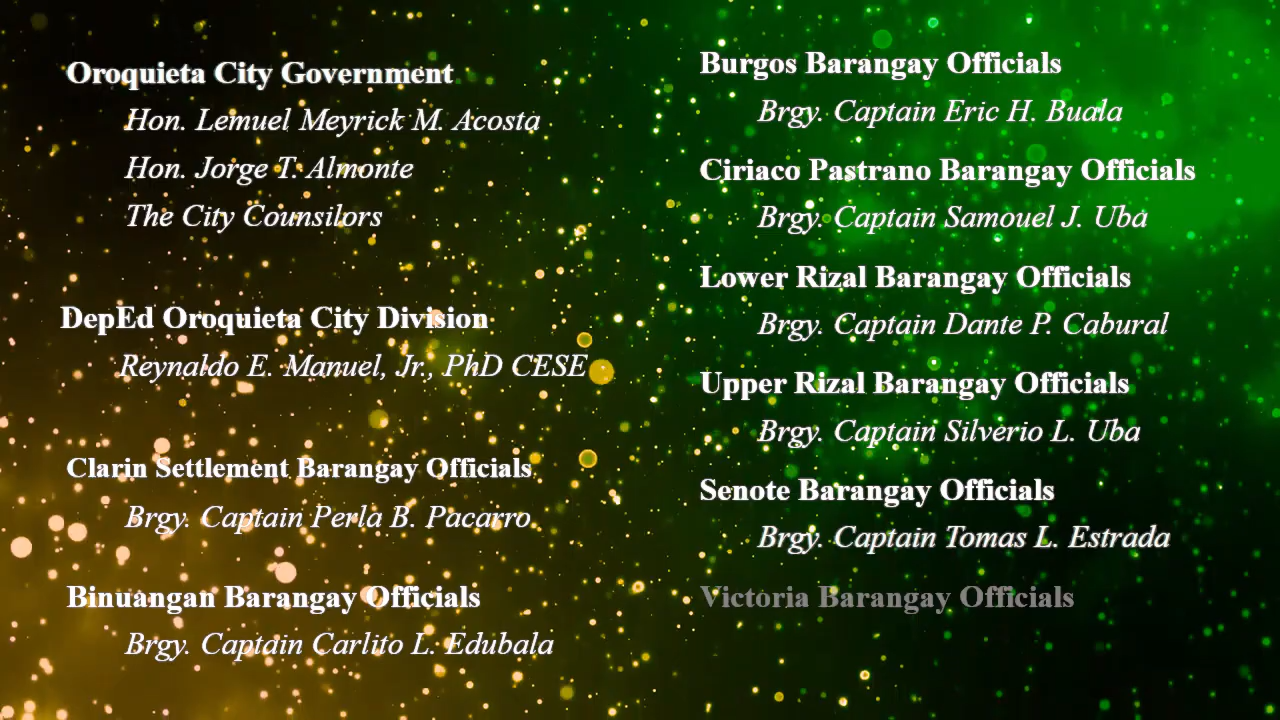 Oroquieta City Government
Hon. Lemuel Meyrick M. Acosta
Hon. Jorge T. Almonte
The City Counsilors
DepEd Oroquieta City Division
Reynaldo E. Manuel, Jr., PhD CESE
Clarin Settlement Barangay Officials
Brgy. Captain Perla B. Pacarro
Binuangan Barangay Officials
Brgy. Captain Carlito L. Edubala
Burgos Barangay Officials
Brgy. Captain Eric H. Buala
Ciriaco Pastrano Barangay Officials
Brgy. Captain Samouel J. Uba
Lower Rizal Barangay Officials
Brgy. Captain Dante P. Cabural
Upper Rizal Barangay Officials
Brgy. Captain Silverio L. Uba
Senote Barangay Officials
Brgy. Captain Tomas L. Estrada
Victoria Barangay Officials